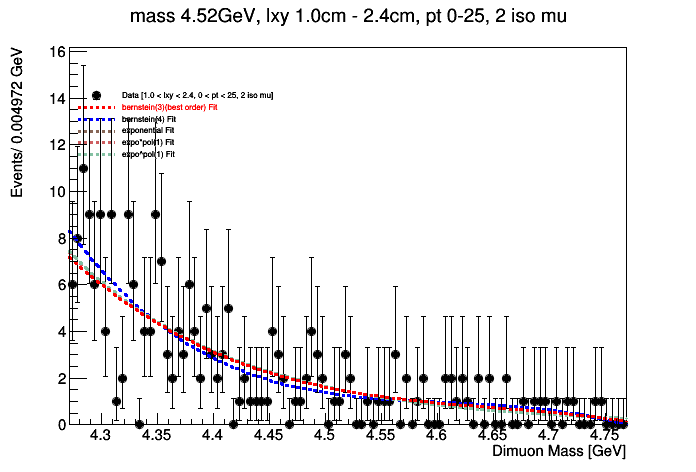 mass 4.52GeV, lxy 1.0cm - 2.4cm, pt 0-25, 2 iso mu
Events/ 0.004972 GeV
16
14
12
10
8
6
4
2
0
Data [1.0 < lxy < 2.4, 0 < pt < 25, 2 iso mu]
bernstein(3)(best order) Fit
bernstein(4) Fit
exponential Fit
expo*pol(1) Fit
expo*pol(1) Fit
4.3 4.35 4.4 4.45 4.5 4.55 4.6 4.65 4.7 4.75
Dimuon Mass [GeV]